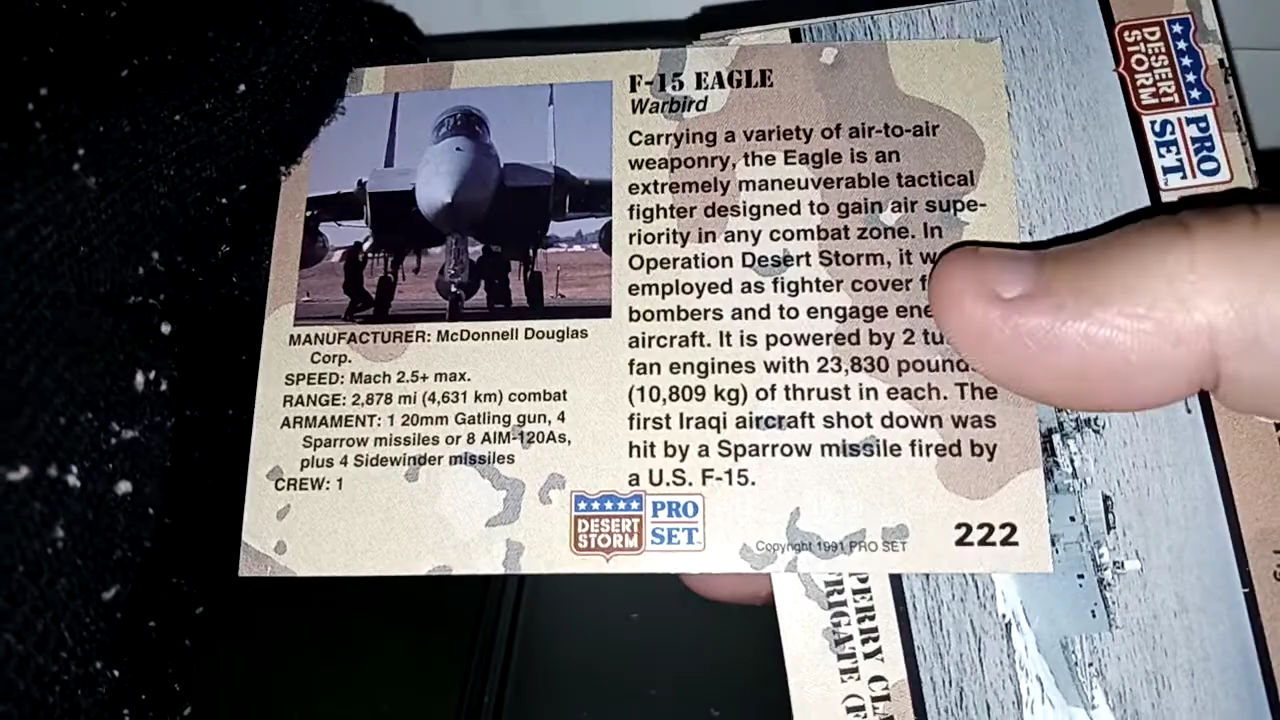 F-15 EAGLE
Warbird
Carrying a variety of air-to-air
weaponry, the Eagle is an
extremely maneuverable tactical
fighter designed to gain air supe-
riority in any combat zone. In
Operation Desert Storm, it
employed as fighter cover
bombers and to engage
aircraft. It is powered by 2
fan engines with 23,830
(10,809 kg) of thrust in each. The
first Iraqi aircraft shot down was
hit by a Sparrow missile fired by
a U.S. F-15.
MANUFACTURER: McDonnell Douglas
Corp.
SPEED: Mach 2.5+ max.
RANGE: 2,878 mi (4,631 km) combat
ARMAMENT: 1 20mm Gatling gun, 4
Sparrow missiles or 8 AIM-120As,
plus 4 Sidewinder missiles
CREW: 1
DESERT
STORM
PRO
SET™
Copyright 1991 PRO SET
222
DESERT
STORM
PRO
SET
PERRY